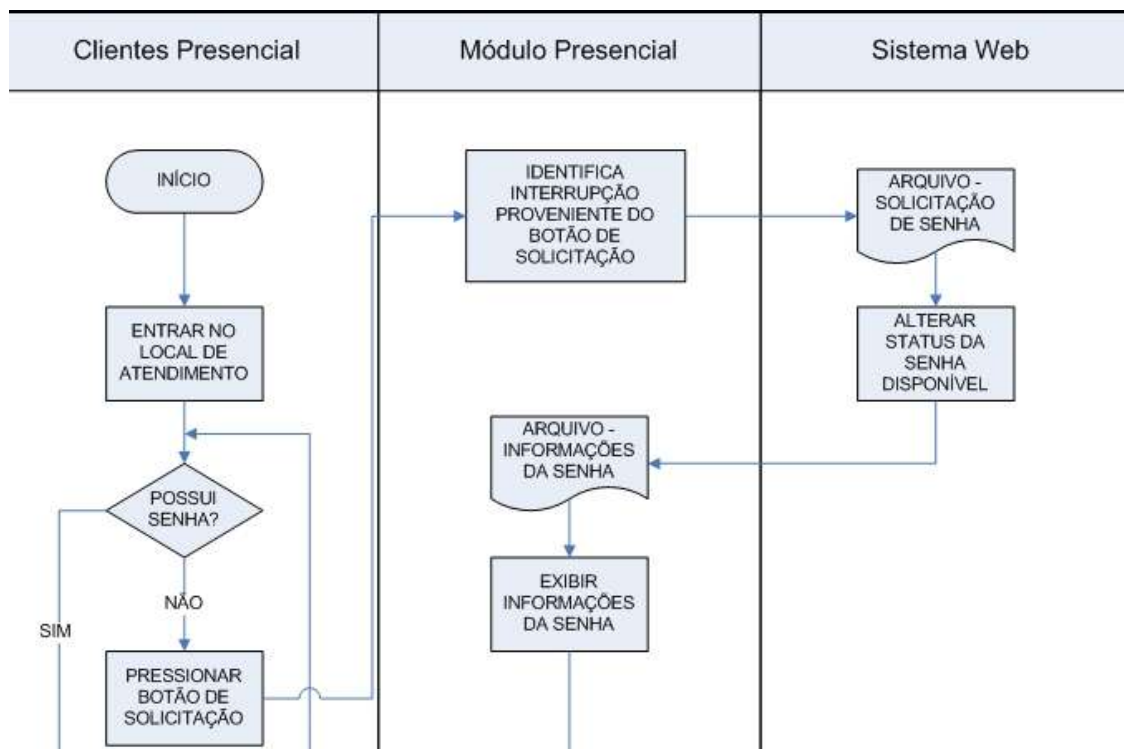 Clientes Presencial
Módulo Presencial
Sistema Web
INÍCIO
ENTRAR NO
LOCAL DE
ATENDIMENTO
POSSUI
SENHA?
NÃO
SIM
PRESSIONAR
BOTÃO DE
SOLICITAÇÃO
IDENTIFICA
INTERRUPÇÃO
PROVENIENTE DO
BOTÃO DE
SOLICITAÇÃO
ARQUIVO -
SOLICITAÇÃO
DE SENHA
ALTERAR
STATUS DA
SENHA
DISPONÍVEL
ARQUIVO -
INFORMAÇÕES
DA SENHA
EXIBIR
INFORMAÇÕES
DA SENHA